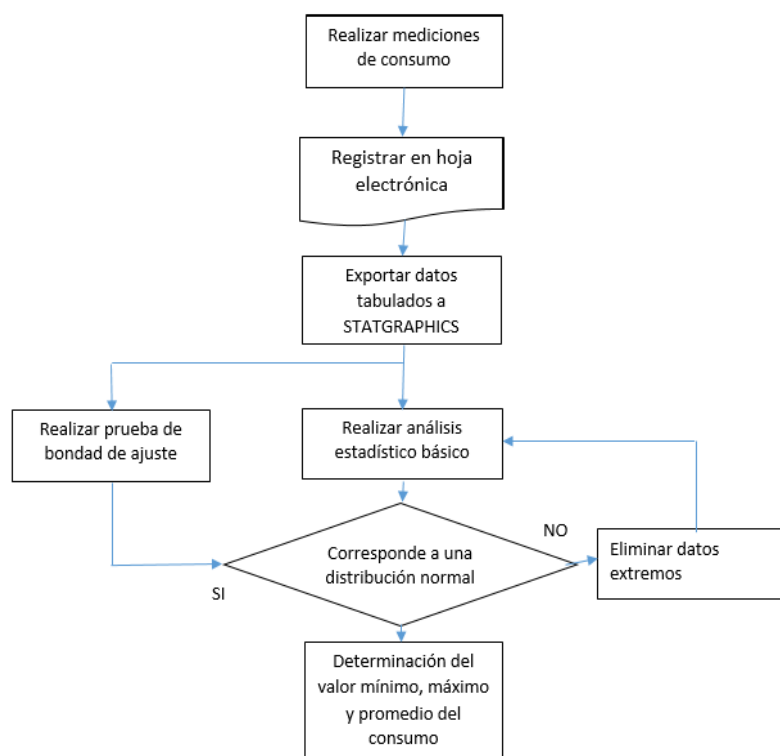 Realizar mediciones
de consumo
Registrar en hoja
electrónica
Exportar datos
tabulados a
STATGRAPHICS
Realizar prueba de
bondad de ajuste
Realizar análisis
estadístico básico
Corresponde a una
distribución normal
NO
Eliminar datos
extremos
SI
Determinación del
valor mínimo, máximo
y promedio del
consumo